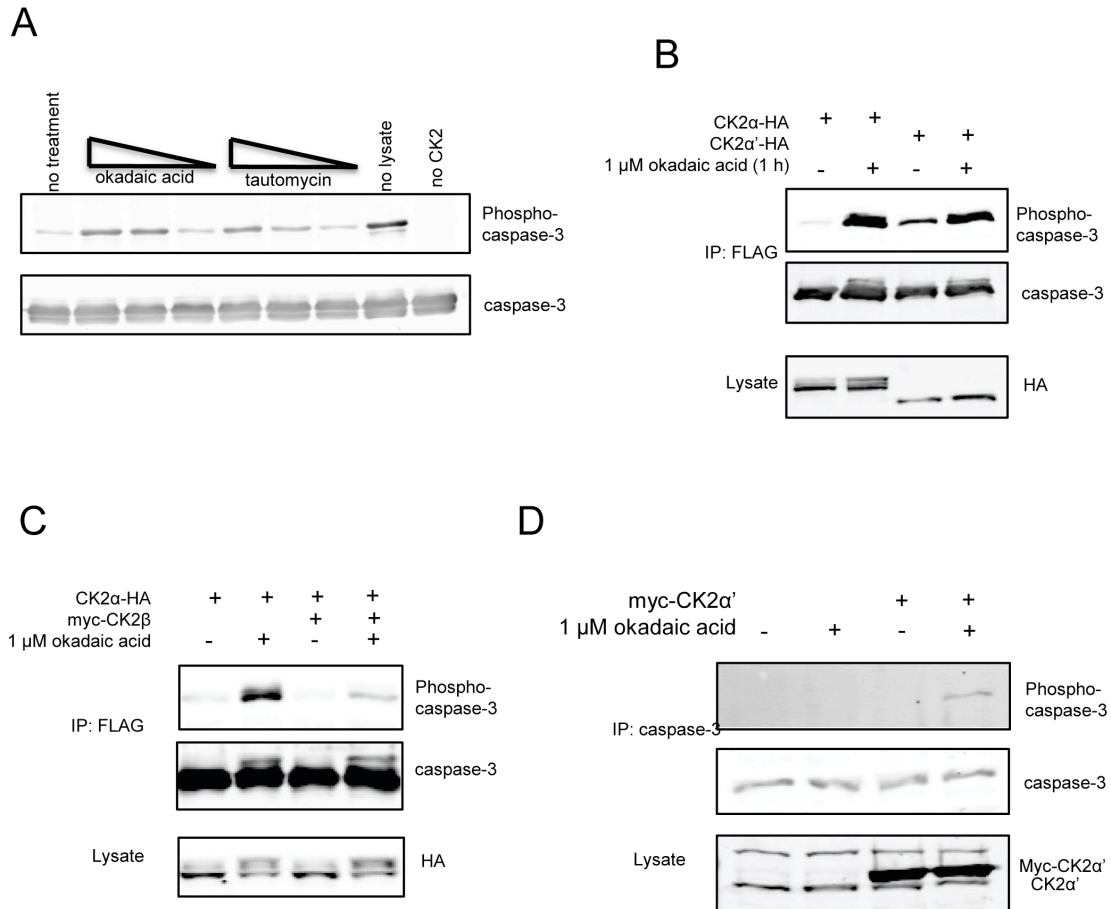 A
no treatment
okadaic acid
tautomycin
no lysate
no CK2
Phospho-
caspase-3
caspase-3
B
CK2α-HA + +
CK2α’-HA + +
1 µM okadaic acid (1 h) - + - +
IP: FLAG
Phospho-
caspase-3
caspase-3
Lysate
HA
C
CK2α-HA + + + +
myc-CK2β + +
1 µM okadaic acid - + - +
IP: FLAG
Phospho-
caspase-3
caspase-3
Lysate
HA
D
myc-CK2α’ + +
1 µM okadaic acid - + - +
IP: caspase-3
Phospho-
caspase-3
caspase-3
Lysate
Myc-CK2α’
CK2α’